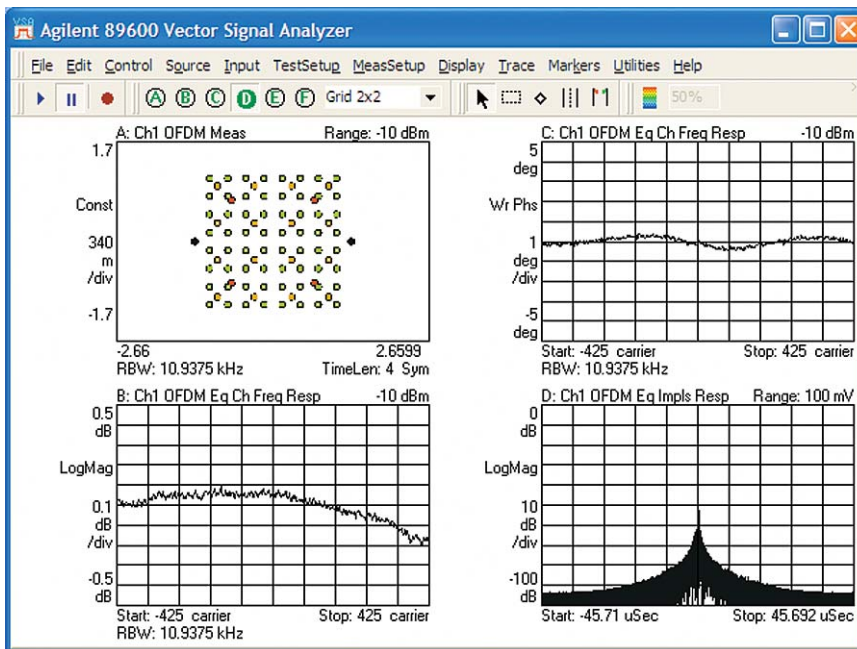 VSA
Agilent 89600 Vector Signal Analyzer
File Edit Control Source Input TestSetup MeasSetup Display Trace Markers Utilities Help
A B C D E F Grid 2x2 50%
A: Ch1 OFDM Meas Range: -10 dBm
1.7
Const
340
m
/div
-1.7
-2.66 2.6599
RBW: 10.9375 kHz TimeLen: 4 Sym
C: Ch1 OFDM Eq Ch Freq Resp -10 dBm
5
deg
Wr Phs
1
deg
/div
-5
deg
Start: -425 carrier Stop: 425 carrier
RBW: 10.9375 kHz
B: Ch1 OFDM Eq Ch Freq Resp -10 dBm
0.5
dB
LogMag
0.1
dB
/div
-0.5
dB
Start: -425 carrier Stop: 425 carrier
RBW: 10.9375 kHz
D: Ch1 OFDM Eq Impls Resp Range: 100 mV
0
dB
LogMag
10
dB
/div
-100
dB
Start: -45.71 uSec Stop: 45.692 uSec